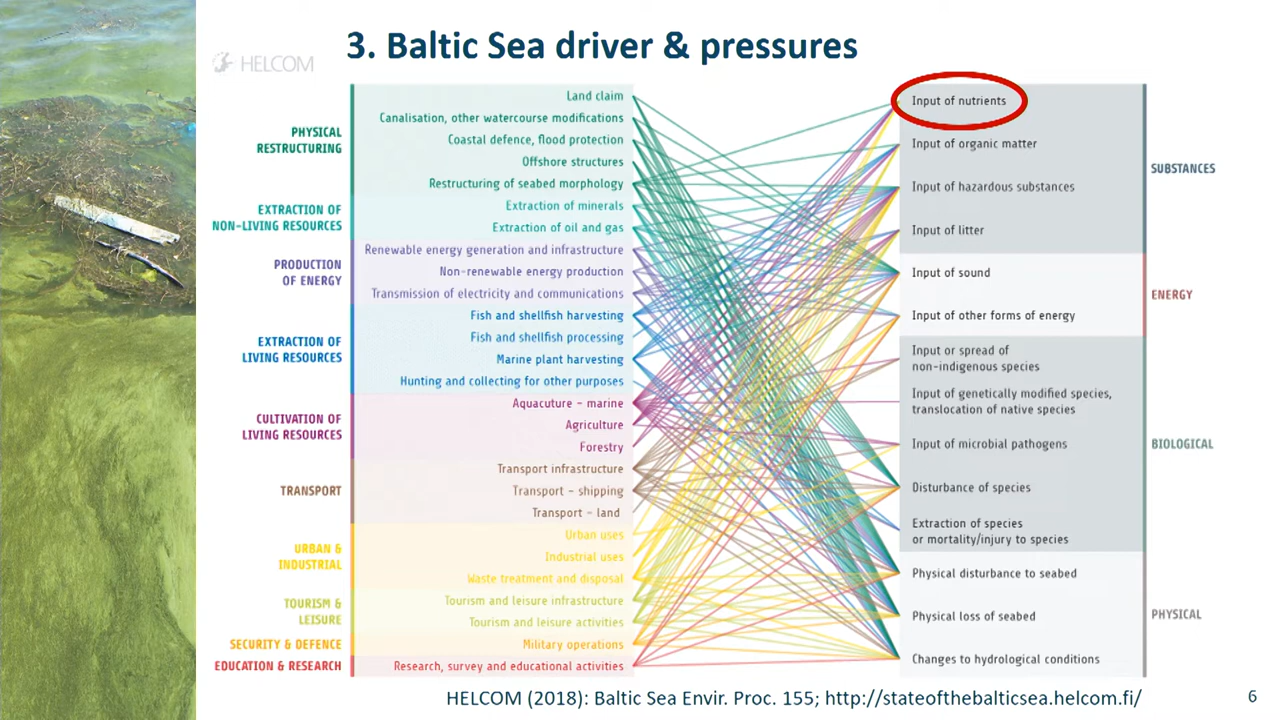 HELCOM
3. Baltic Sea driver & pressures
PHYSICAL
RESTRUCTURING
Land claim
Canalisation, other watercourse modifications
Coastal defence, flood protection
Offshore structures
Restructuring of seabed morphology
EXTRACTION OF
NON-LIVING RESOURCES
Extraction of minerals
Extraction of oil and gas
PRODUCTION
OF ENERGY
Renewable energy generation and infrastructure
Non-renewable energy production
Transmission of electricity and communications
EXTRACTION OF
LIVING RESOURCES
Fish and shellfish harvesting
Fish and shellfish processing
Marine plant harvesting
Hunting and collecting for other purposes
CULTIVATION OF
LIVING RESOURCES
Aquacuture – marine
Agriculture
Forestry
TRANSPORT
Transport infrastructure
Transport – shipping
Transport – land
URBAN &
INDUSTRIAL
Urban uses
Industrial uses
Waste treatment and disposal
TOURISM &
LEISURE
Tourism and leisure infrastructure
Tourism and leisure activities
SECURITY & DEFENCE
Military operations
EDUCATION & RESEARCH
Research, survey and educational activities
Input of nutrients
Input of organic matter
Input of hazardous substances
Input of litter
SUBSTANCES
Input of sound
Input of other forms of energy
ENERGY
Input or spread of
non-indigenous species
Input of genetically modified species,
translocation of native species
Input of microbial pathogens
Disturbance of species
Extraction of species
or mortality/injury to species
BIOLOGICAL
Physical disturbance to seabed
Physical loss of seabed
Changes to hydrological conditions
PHYSICAL
HELCOM (2018): Baltic Sea Envir. Proc. 155; http://stateofthebalticsea.helcom.fi/
6